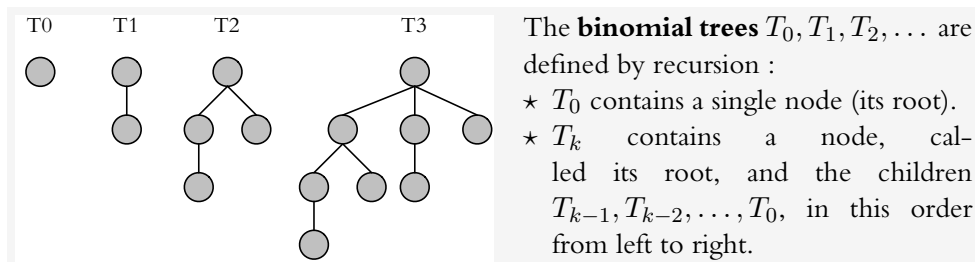 T0 T1 T2 T3
The binomial trees T₀, T₁, T₂, . . . are
defined by recursion :
⋆ T₀ contains a single node (its root).
⋆ Tₖ contains a node, cal-
led its root, and the children
Tₖ₋₁, Tₖ₋₂, . . . , T₀, in this order
from left to right.